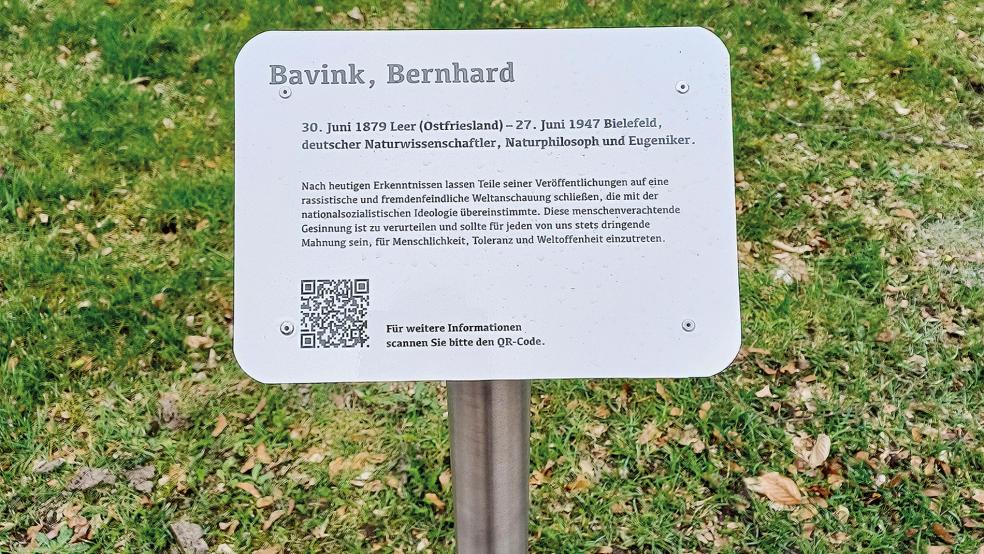 Bavink, Bernhard
30. Juni 1879 Leer (Ostfriesland) – 27. Juni 1947 Bielefeld,
deutscher Naturwissenschaftler, Naturphilosoph und Eugeniker.
Nach heutigen Erkenntnissen lassen Teile seiner Veröffentlichungen auf eine
rassistische und fremdenfeindliche Weltanschauung schließen, die mit der
nationalsozialistischen Ideologie übereinstimmte. Diese menschenverachtende
Gesinnung ist zu verurteilen und sollte für jeden von uns stets dringende
Mahnung sein, für Menschlichkeit, Toleranz und Weltoffenheit einzutreten.
Für weitere Informationen
scannen Sie bitte den QR-Code.